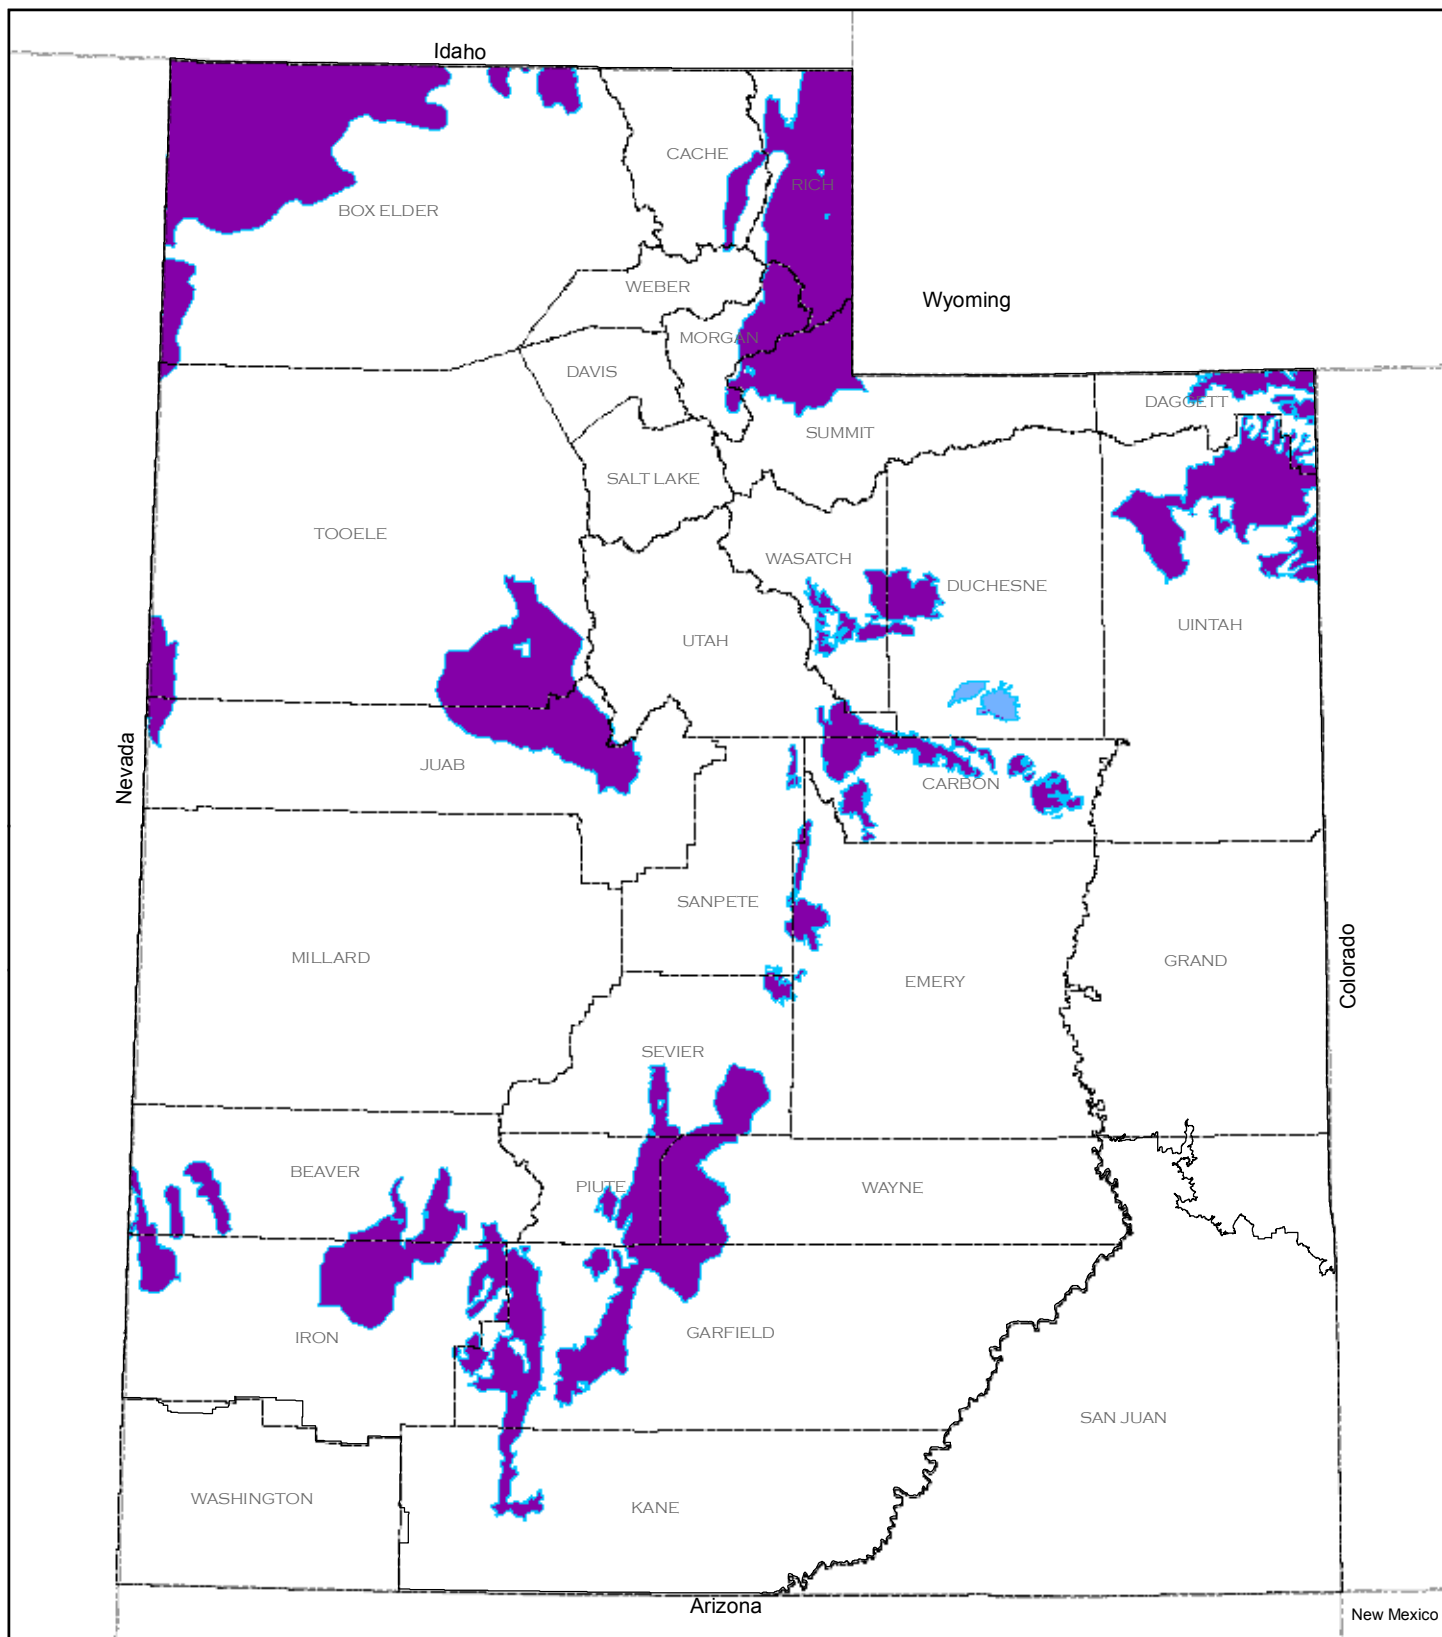 Idaho
CACHE
RICH
BOX ELDER
WEBER
Wyoming
MORGAN
DAVIS
DAGGETT
SUMMIT
SALT LAKE
TOOELE
WASATCH
DUCHESNE
UINTAH
UTAH
Nevada
JUAB
CARBON
SANPETE
MILLARD
GRAND
EMERY
Colorado
SEVIER
BEAVER
PIUTE
WAYNE
IRON
GARFIELD
SAN JUAN
WASHINGTON
KANE
Arizona
New Mexico